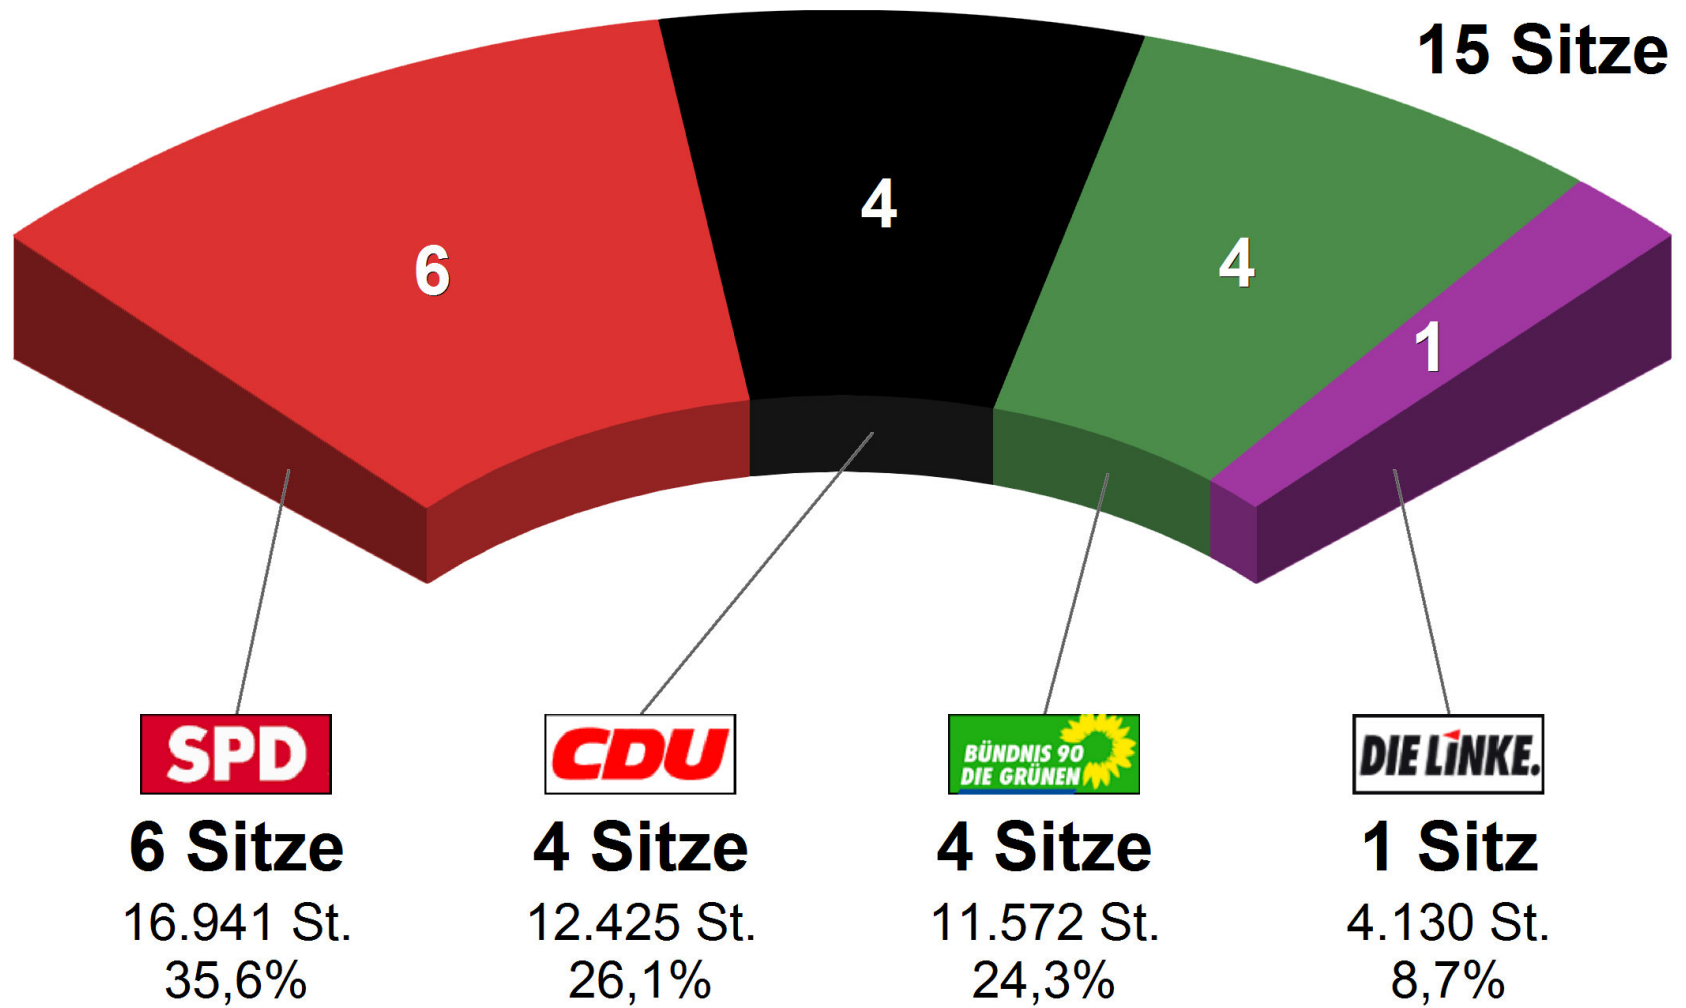 15 Sitze
6
4
4
1
SPD
CDU
BÜNDNIS 90
DIE GRÜNEN
DIE LINKE.
6 Sitze
4 Sitze
4 Sitze
1 Sitz
16.941 St.
12.425 St.
11.572 St.
4.130 St.
35,6%
26,1%
24,3%
8,7%